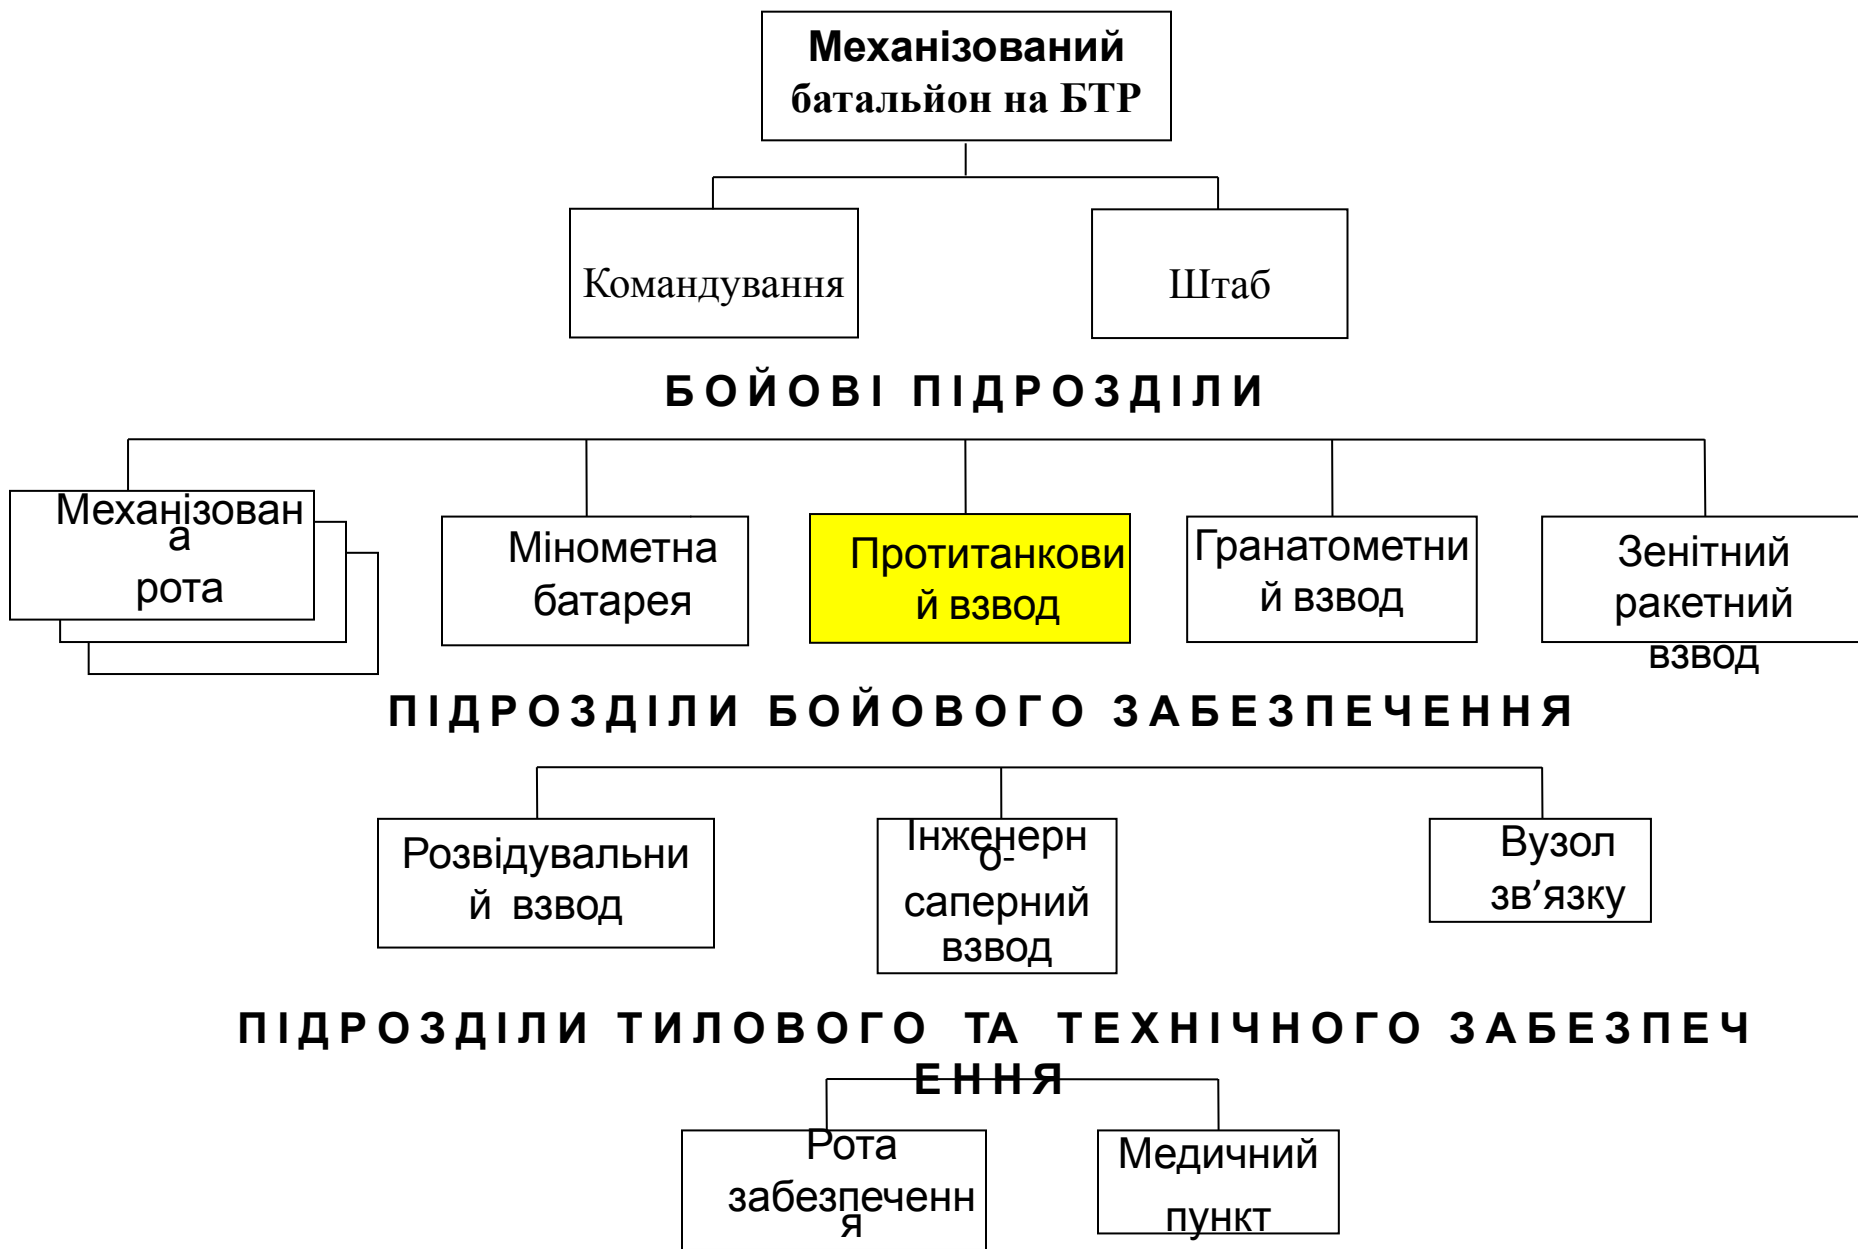 Механізований
батальйон на БТР
Командування
Штаб
БОЙОВІ ПІДРОЗДІЛИ
Механізован
а
рота
Мінометна
батарея
Протитанкови
й взвод
Гранатометни
й взвод
Зенітний
ракетний
взвод
ПІДРОЗДІЛИ БОЙОВОГО ЗАБЕЗПЕЧЕННЯ
Розвідувальни
й взвод
Інженерн
о-
саперний
взвод
Вузол
зв’язку
ПІДРОЗДІЛИ ТИЛОВОГО ТА ТЕХНІЧНОГО ЗАБЕЗПЕЧ
ЕННЯ
Рота
забезпеченн
я
Медичний
пункт